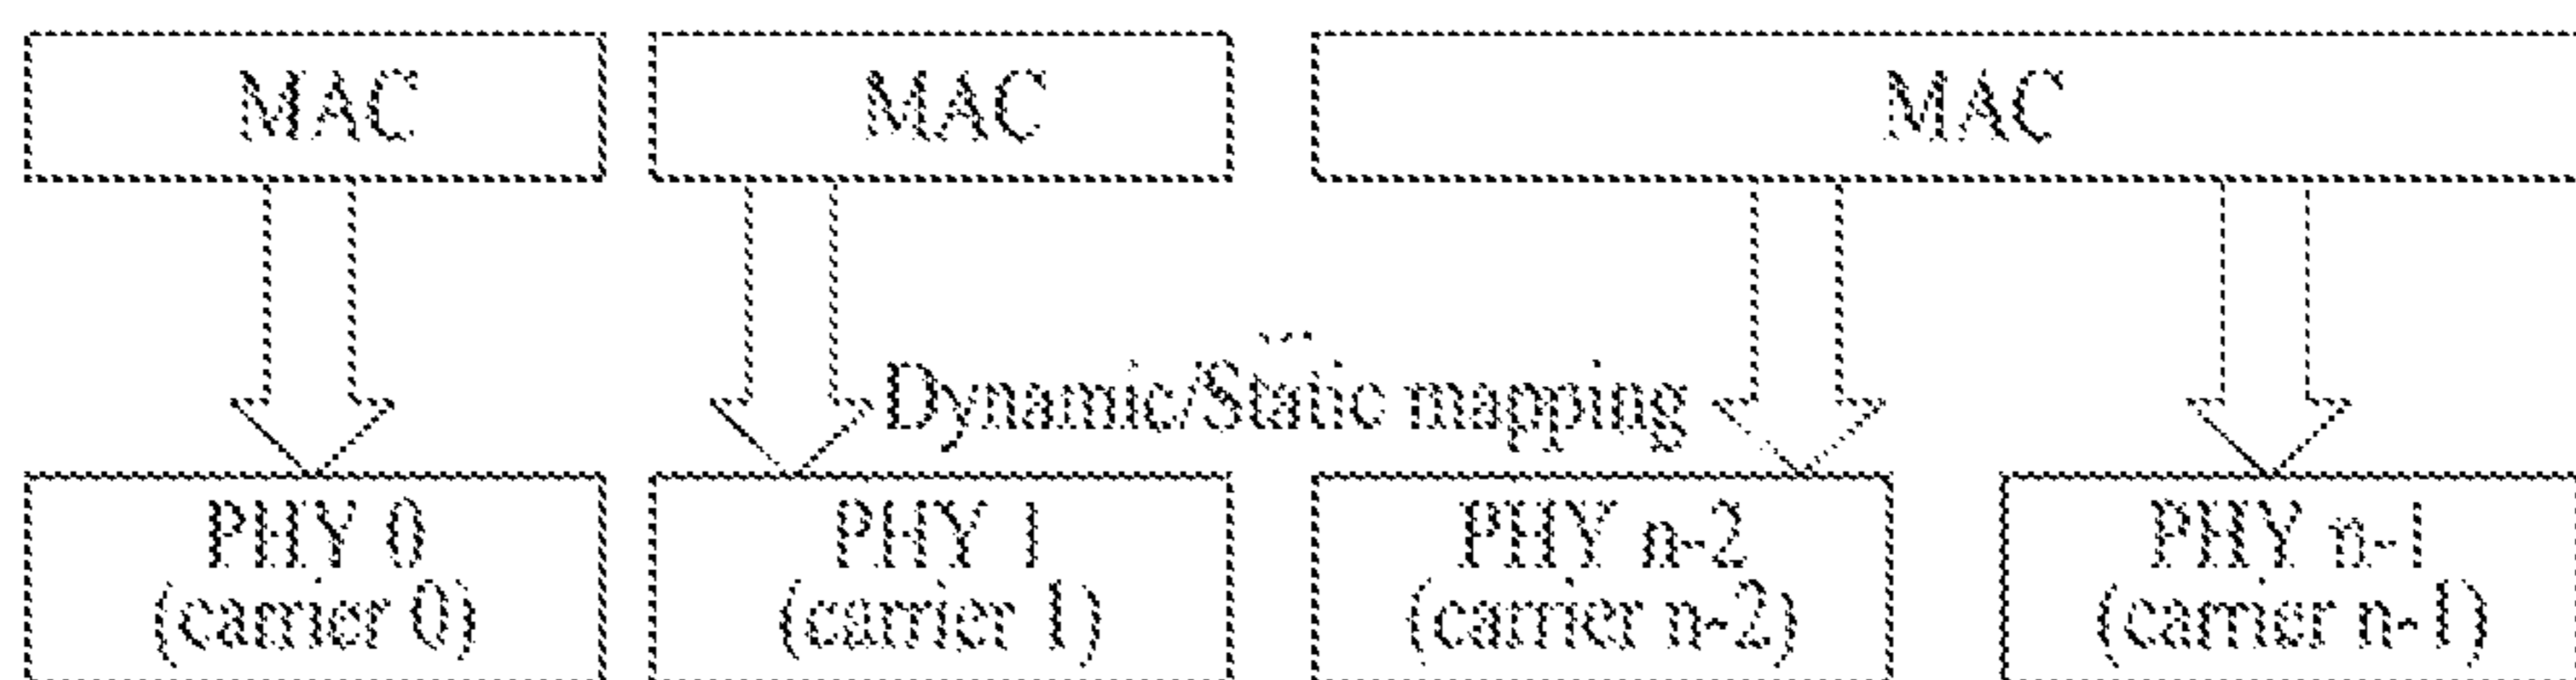 MAC
MAC
MAC
...
Dynamic/Static mapping
PHY 0
(carrier 0)
PHY 1
(carrier 1)
PHY n-2
(carrier n-2)
PHY n-1
(carrier n-1)